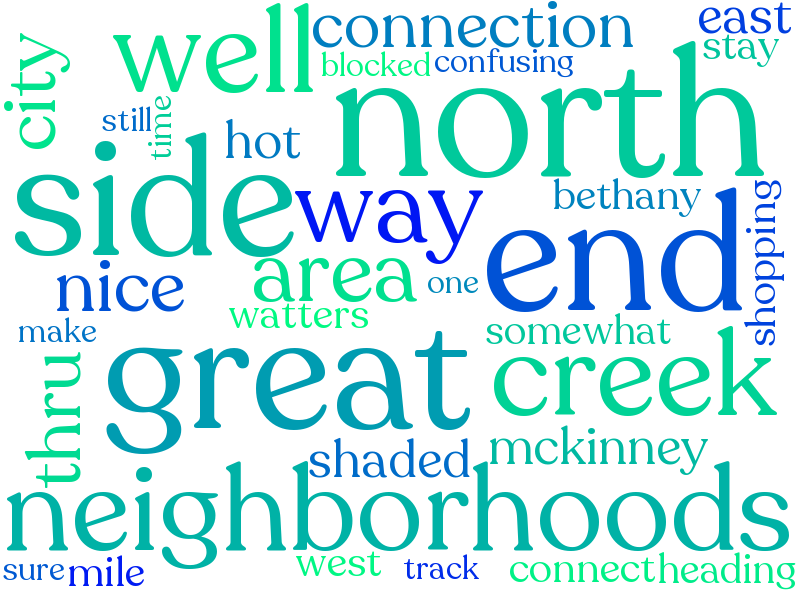 well connection east
blocked confusing stay
city north
still time hot
side way bethany shopping
end
nice area one
watters
make somewhat
thru great creek
shaded mckinney
neighborhoods
sure mile west track connect heading